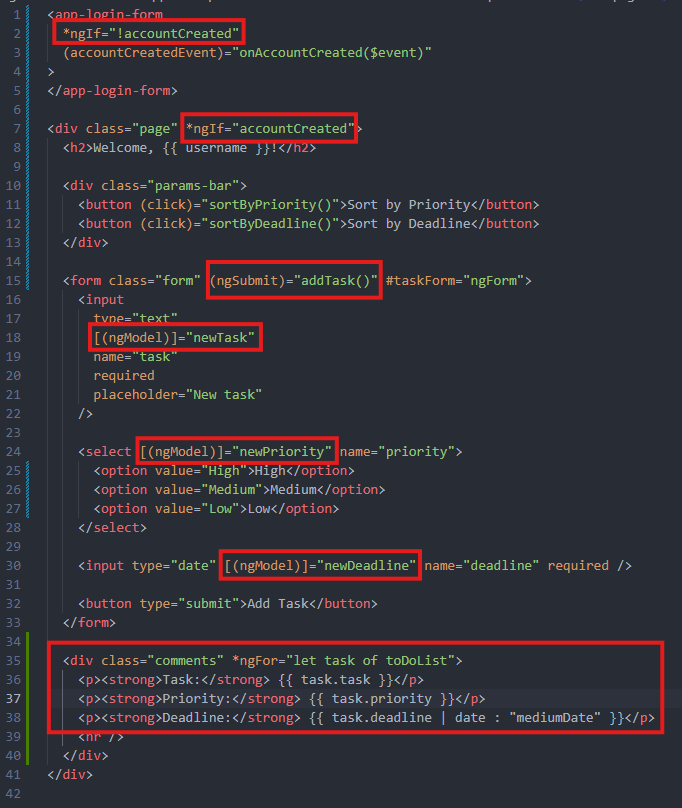 1 <app-login-form
2 *ngIf="!accountCreated"
3 (accountCreatedEvent)="onAccountCreated($event)"
4 >
5 </app-login-form>
6
7 <div class="page" *ngIf="accountCreated">
8 <h2>Welcome, {{ username }}!</h2>
9
10 <div class="params-bar">
11 <button (click)="sortByPriority()">Sort by Priority</button>
12 <button (click)="sortByDeadline()">Sort by Deadline</button>
13 </div>
14
15 <form class="form" (ngSubmit)="addTask()" #taskForm="ngForm">
16 <input
17 type="text"
18 [(ngModel)]="newTask"
19 name="task"
20 required
21 placeholder="New task"
22 />
23
24 <select [(ngModel)]="newPriority" name="priority">
25 <option value="High">High</option>
26 <option value="Medium">Medium</option>
27 <option value="Low">Low</option>
28 </select>
29
30 <input type="date" [(ngModel)]="newDeadline" name="deadline" required />
31
32 <button type="submit">Add Task</button>
33 </form>
34
35 <div class="comments" *ngFor="let task of toDoList">
36 <p><strong>Task:</strong> {{ task.task }}</p>
37 <p><strong>Priority:</strong> {{ task.priority }}</p>
38 <p><strong>Deadline:</strong> {{ task.deadline | date : "mediumDate" }}</p>
39 <hr />
40 </div>
41 </div>
42